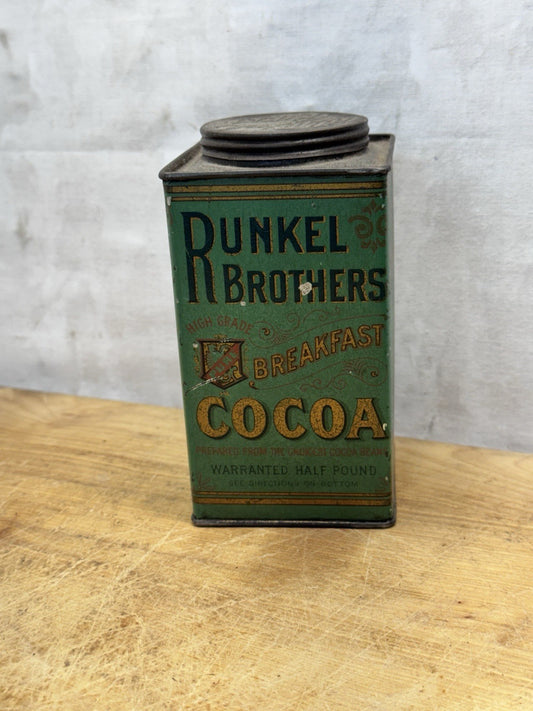 RUNKEL
BROTHERS
HIGH GRADE
BREAKFAST
COCOA
PREPARED FROM THE CHOICEST COCOA BEANS
WARRANTED HALF POUND
SEE DIRECTIONS ON BOTTOM